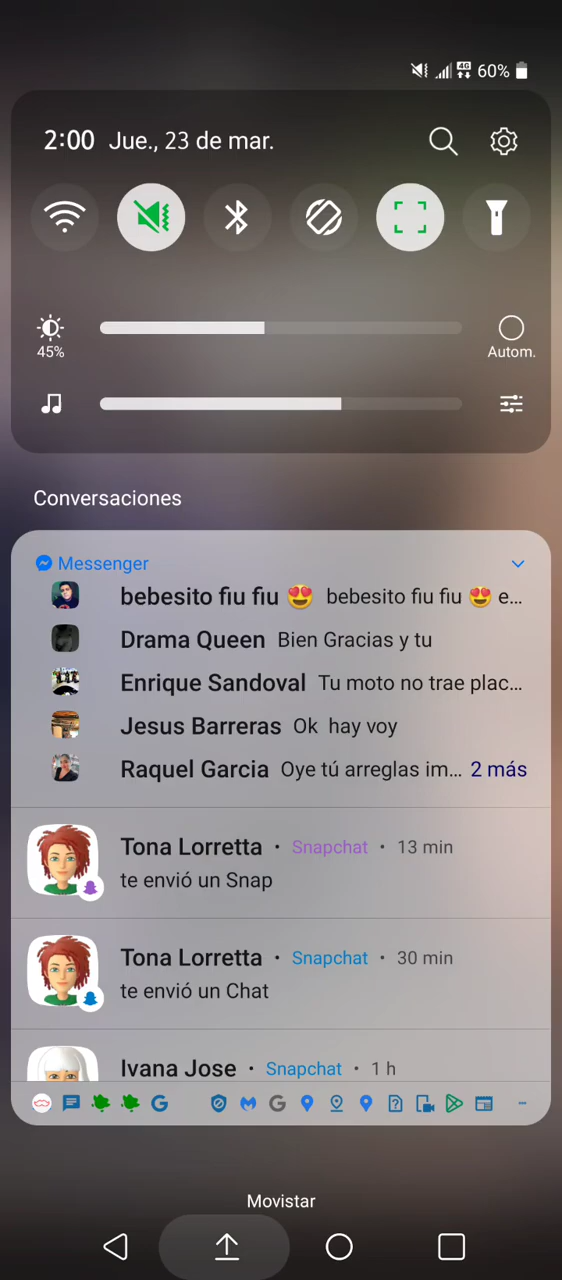 4G 60%
2:00 Jue., 23 de mar.
45%
Autom.
Conversaciones
Messenger
bebesito fiu fiu 😍 bebesito fiu fiu 😍 e...
Drama Queen Bien Gracias y tu
Enrique Sandoval Tu moto no trae plac...
Jesus Barreras Ok hay voy
Raquel Garcia Oye tú arreglas im... 2 más
Tona Lorretta • Snapchat • 13 min
te envió un Snap
Tona Lorretta • Snapchat • 30 min
te envió un Chat
Ivana Jose • Snapchat • 1 h
Movistar